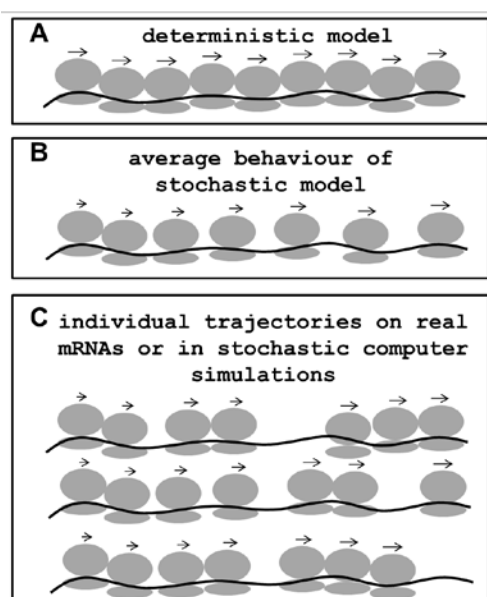 A deterministic model
B average behaviour of
stochastic model
C individual trajectories on real
mRNAs or in stochastic computer
simulations